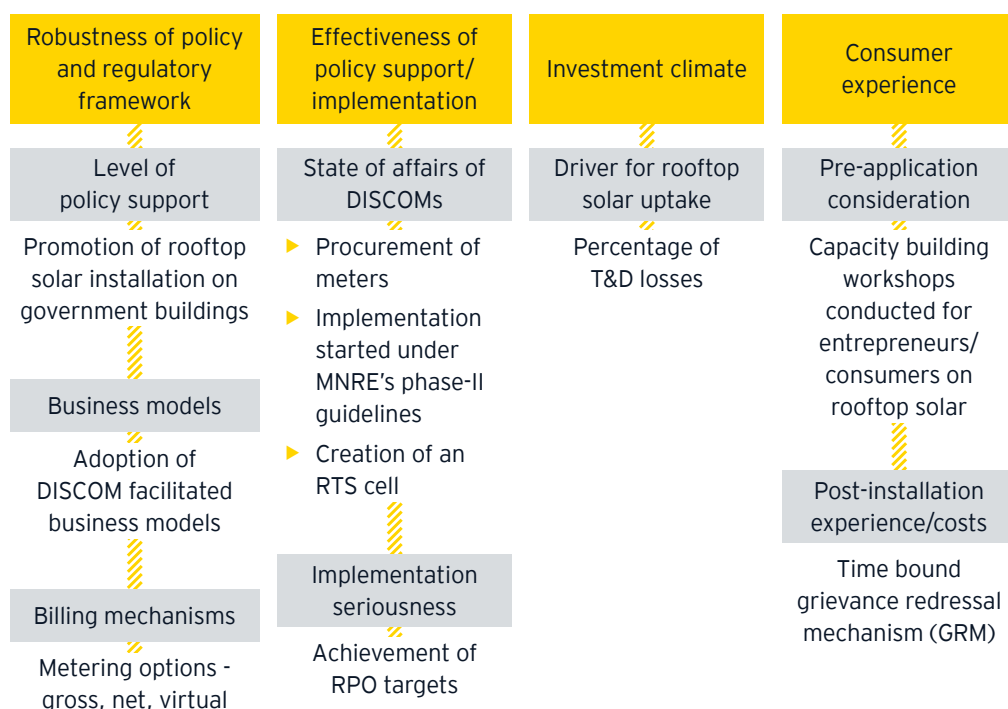 Robustness of policy
and regulatory
framework
Level of
policy support
Promotion of rooftop
solar installation on
government buildings
Business models
Adoption of
DISCOM facilitated
business models
Billing mechanisms
Metering options -
gross, net, virtual
Effectiveness of
policy support/
implementation
State of affairs of
DISCOMs
Procurement of
meters
Implementation
started under
MNRE's phase-II
guidelines
Creation of an
RTS cell
Implementation
seriousness
Achievement of
RPO targets
Investment climate
Driver for rooftop
solar uptake
Percentage of
T&D losses
Consumer
experience
Pre-application
consideration
Capacity building
workshops
conducted for
entrepreneurs/
consumers on
rooftop solar
Post-installation
experience/costs
Time bound
grievance redressal
mechanism (GRM)